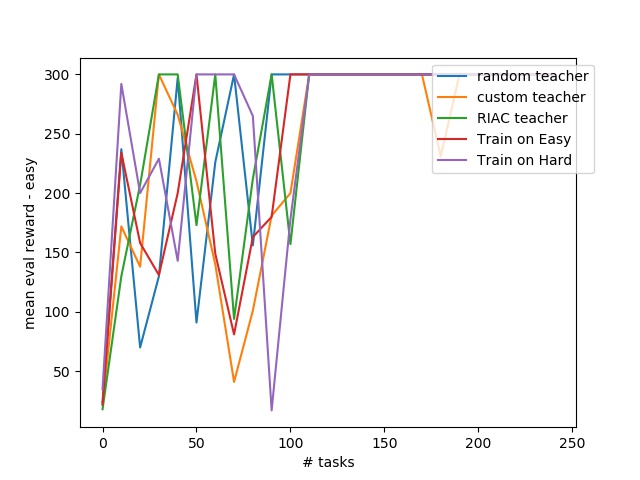 300
250
200
150
100
50
mean eval reward - easy
random teacher
custom teacher
RIAC teacher
Train on Easy
Train on Hard
0 50 100 150 200 250
# tasks